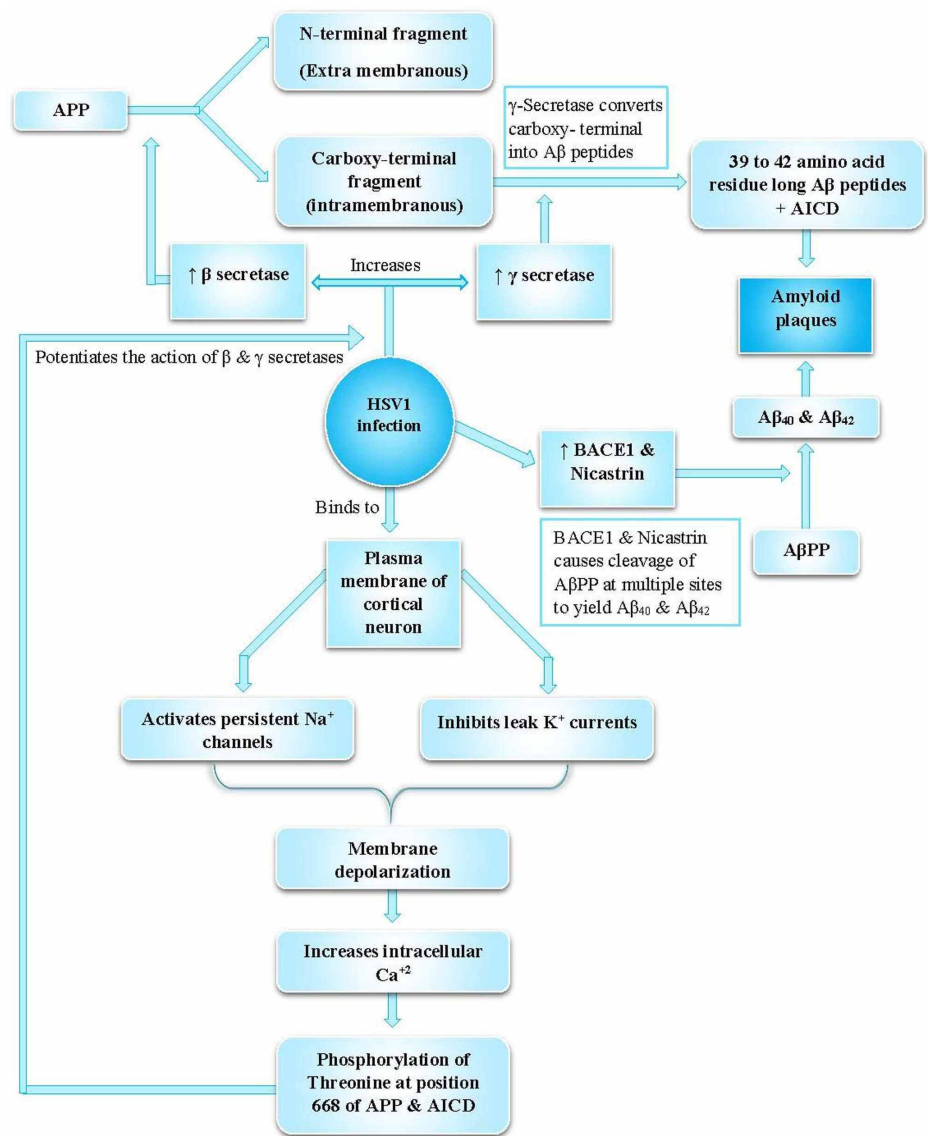 N-terminal fragment
(Extra membranous)
APP
γ-Secretase converts
carboxy- terminal
into Aβ peptides
Carboxy-terminal
fragment
(intramembranous)
39 to 42 amino acid
residue long Aβ peptides
+ AICD
↑ β secretase
Increases
↑ γ secretase
Amyloid
plaques
Potentiates the action of β & γ secretases
HSV1
infection
Aβ₄₀ & Aβ₄₂
↑ BACE1 &
Nicastrin
Binds to
BACE1 & Nicastrin
causes cleavage of
AβPP at multiple sites
to yield Aβ₄₀ & Aβ₄₂
AβPP
Plasma
membrane of
cortical
neuron
Activates persistent Na⁺
channels
Inhibits leak K⁺ currents
Membrane
depolarization
Increases intracellular
Ca⁺²
Phosphorylation of
Threonine at position
668 of APP & AICD